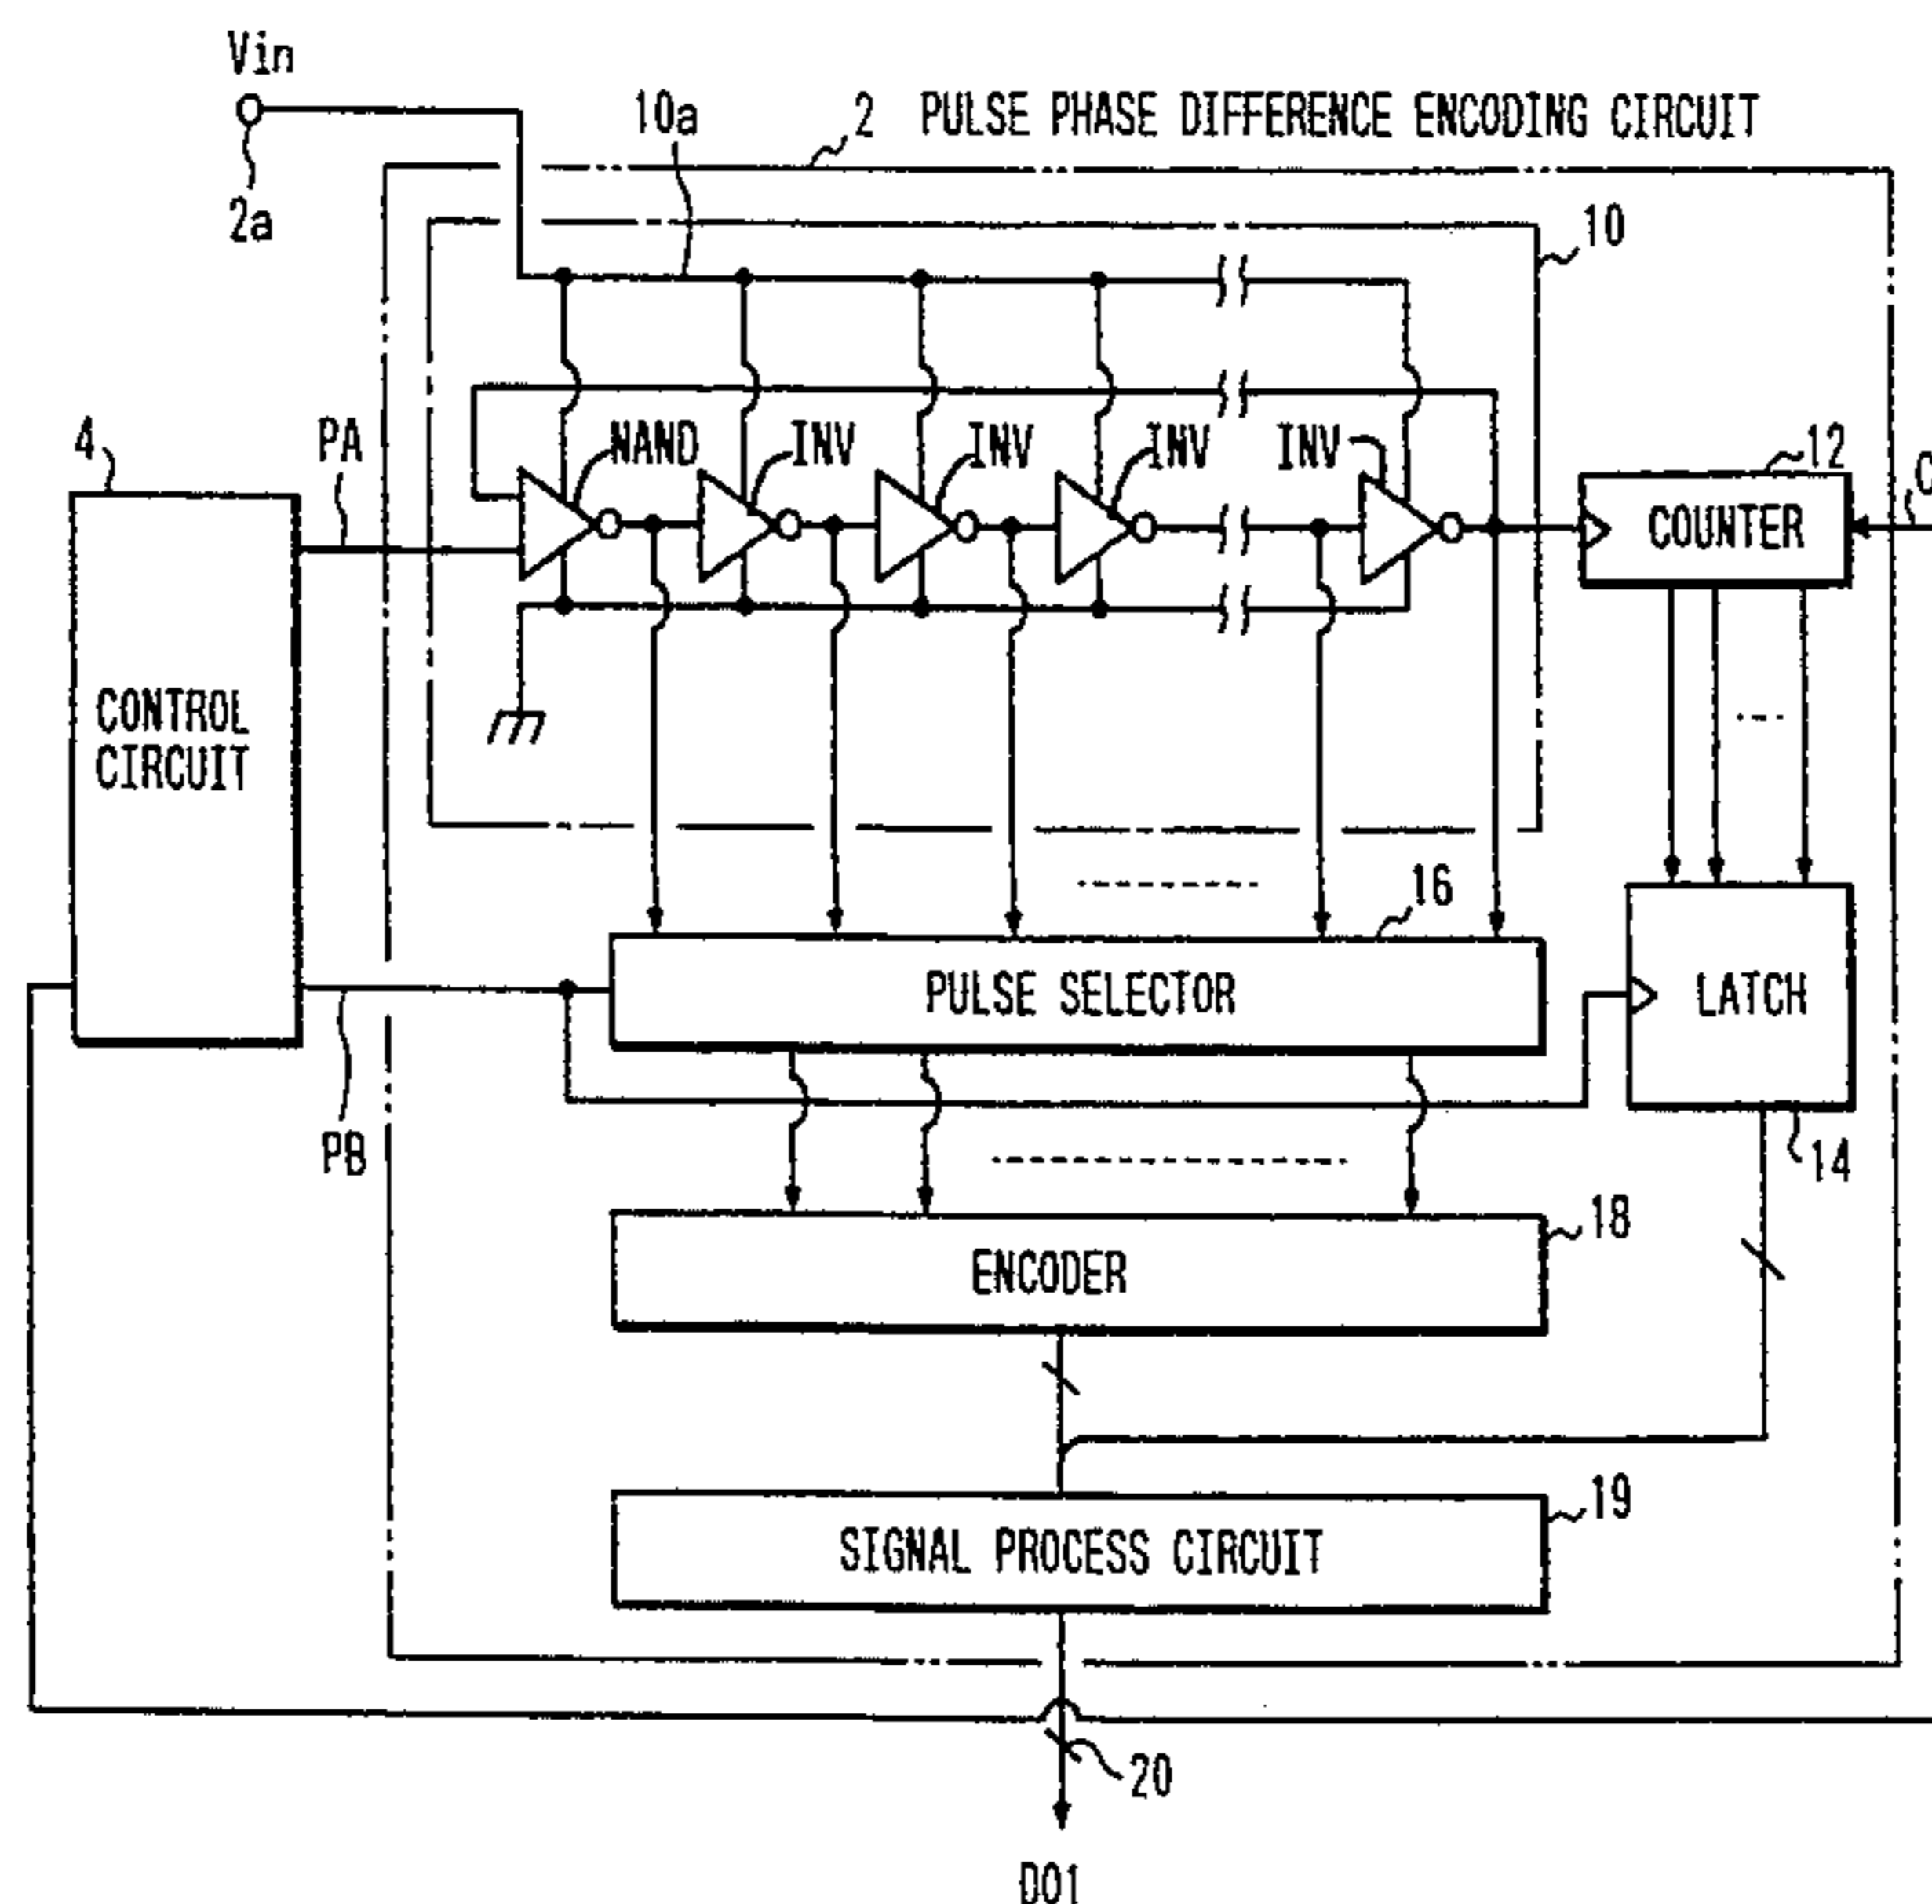 Vin
2a
10a
2 PULSE PHASE DIFFERENCE ENCODING CIRCUIT
10
4
PA
NAND
INV
INV
INV
INV
12
COUNTER
CONTROL
CIRCUIT
16
PULSE SELECTOR
LATCH
PB
14
18
ENCODER
19
SIGNAL PROCESS CIRCUIT
20
DO1